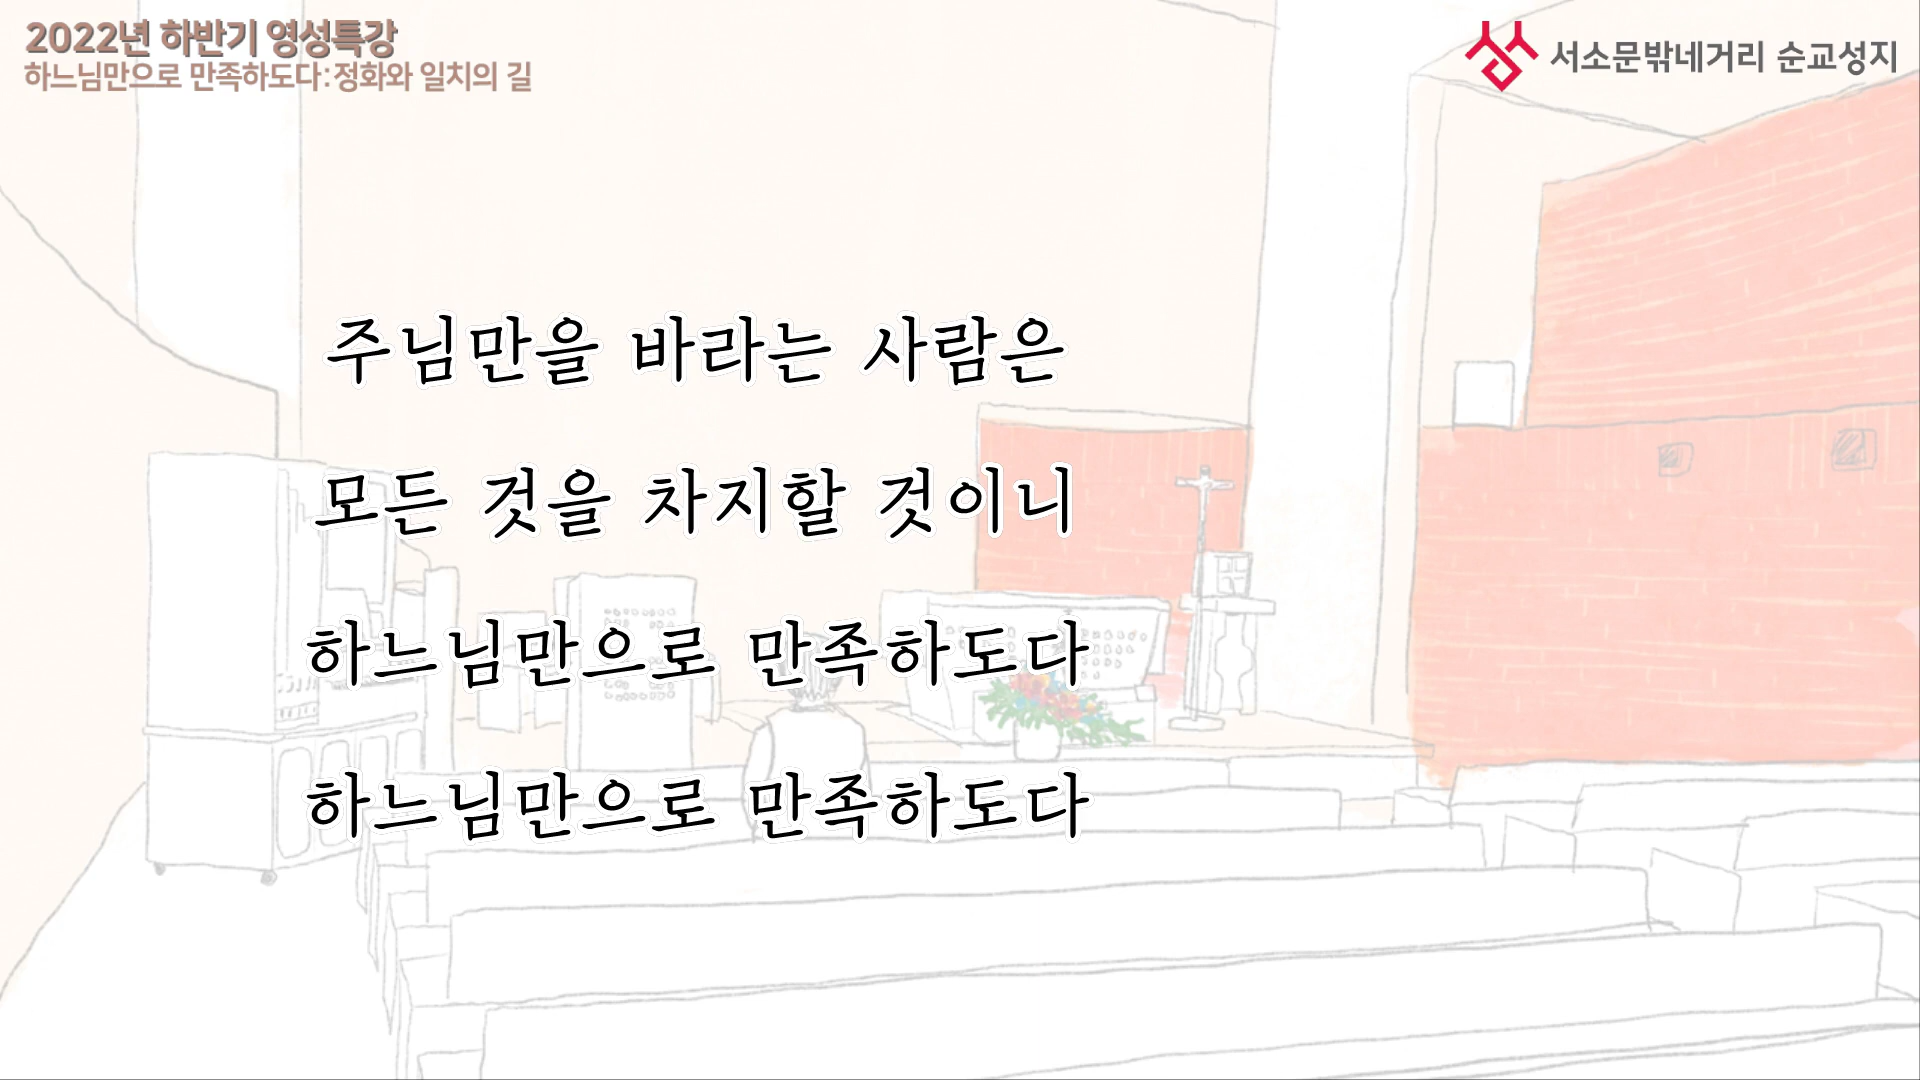 2022년 하반기 영성특강
하느님만으로 만족하도다:정화와 일치의 길
서소문밖네거리 순교성지
주님만을 바라는 사람은
모든 것을 차지할 것이니
하느님만으로 만족하도다
하느님만으로 만족하도다